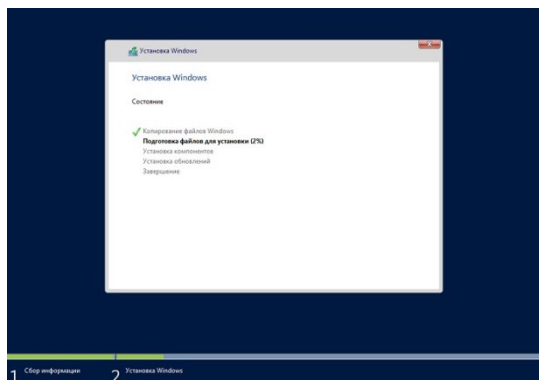 Установка Windows
Установка Windows
Состояние
Копирование файлов Windows
Подготовка файлов для установки (2%)
Установка компонентов
Установка обновлений
Завершение
1 Сбор информации
2 Установка Windows